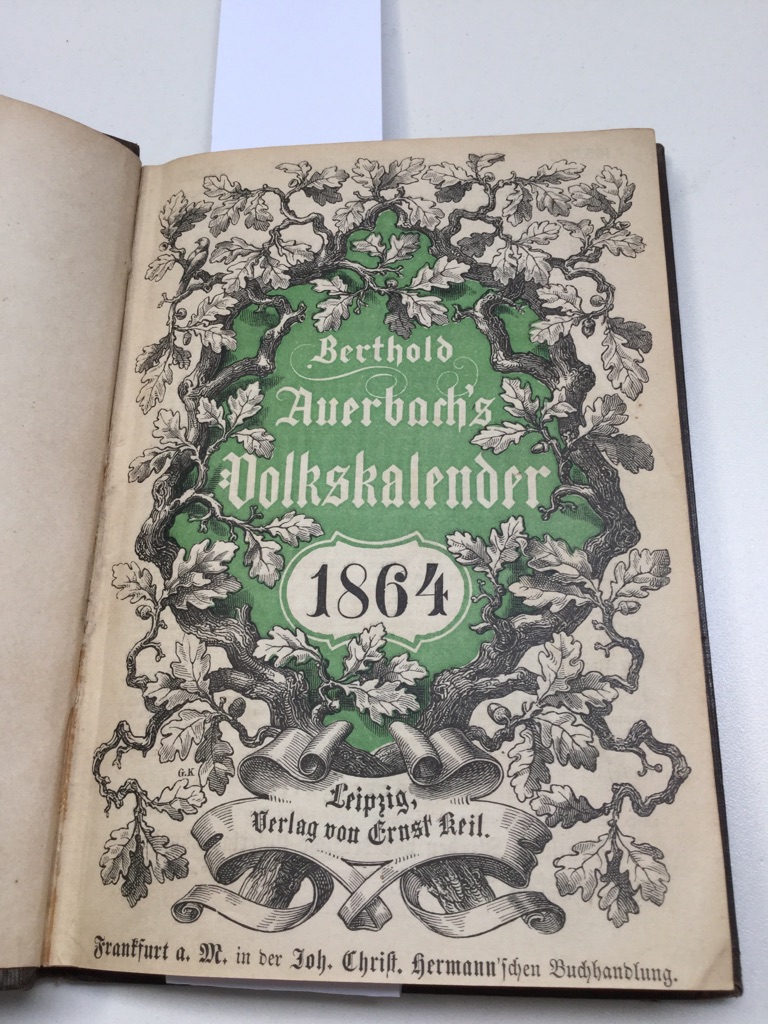 Berthold
Auerbach's
Volkskalender
1864
G.K
Leipzig,
Verlag von Ernst Keil.
Frankfurt a. M. in der Joh. Christ. Hermann'schen Buchhandlung.